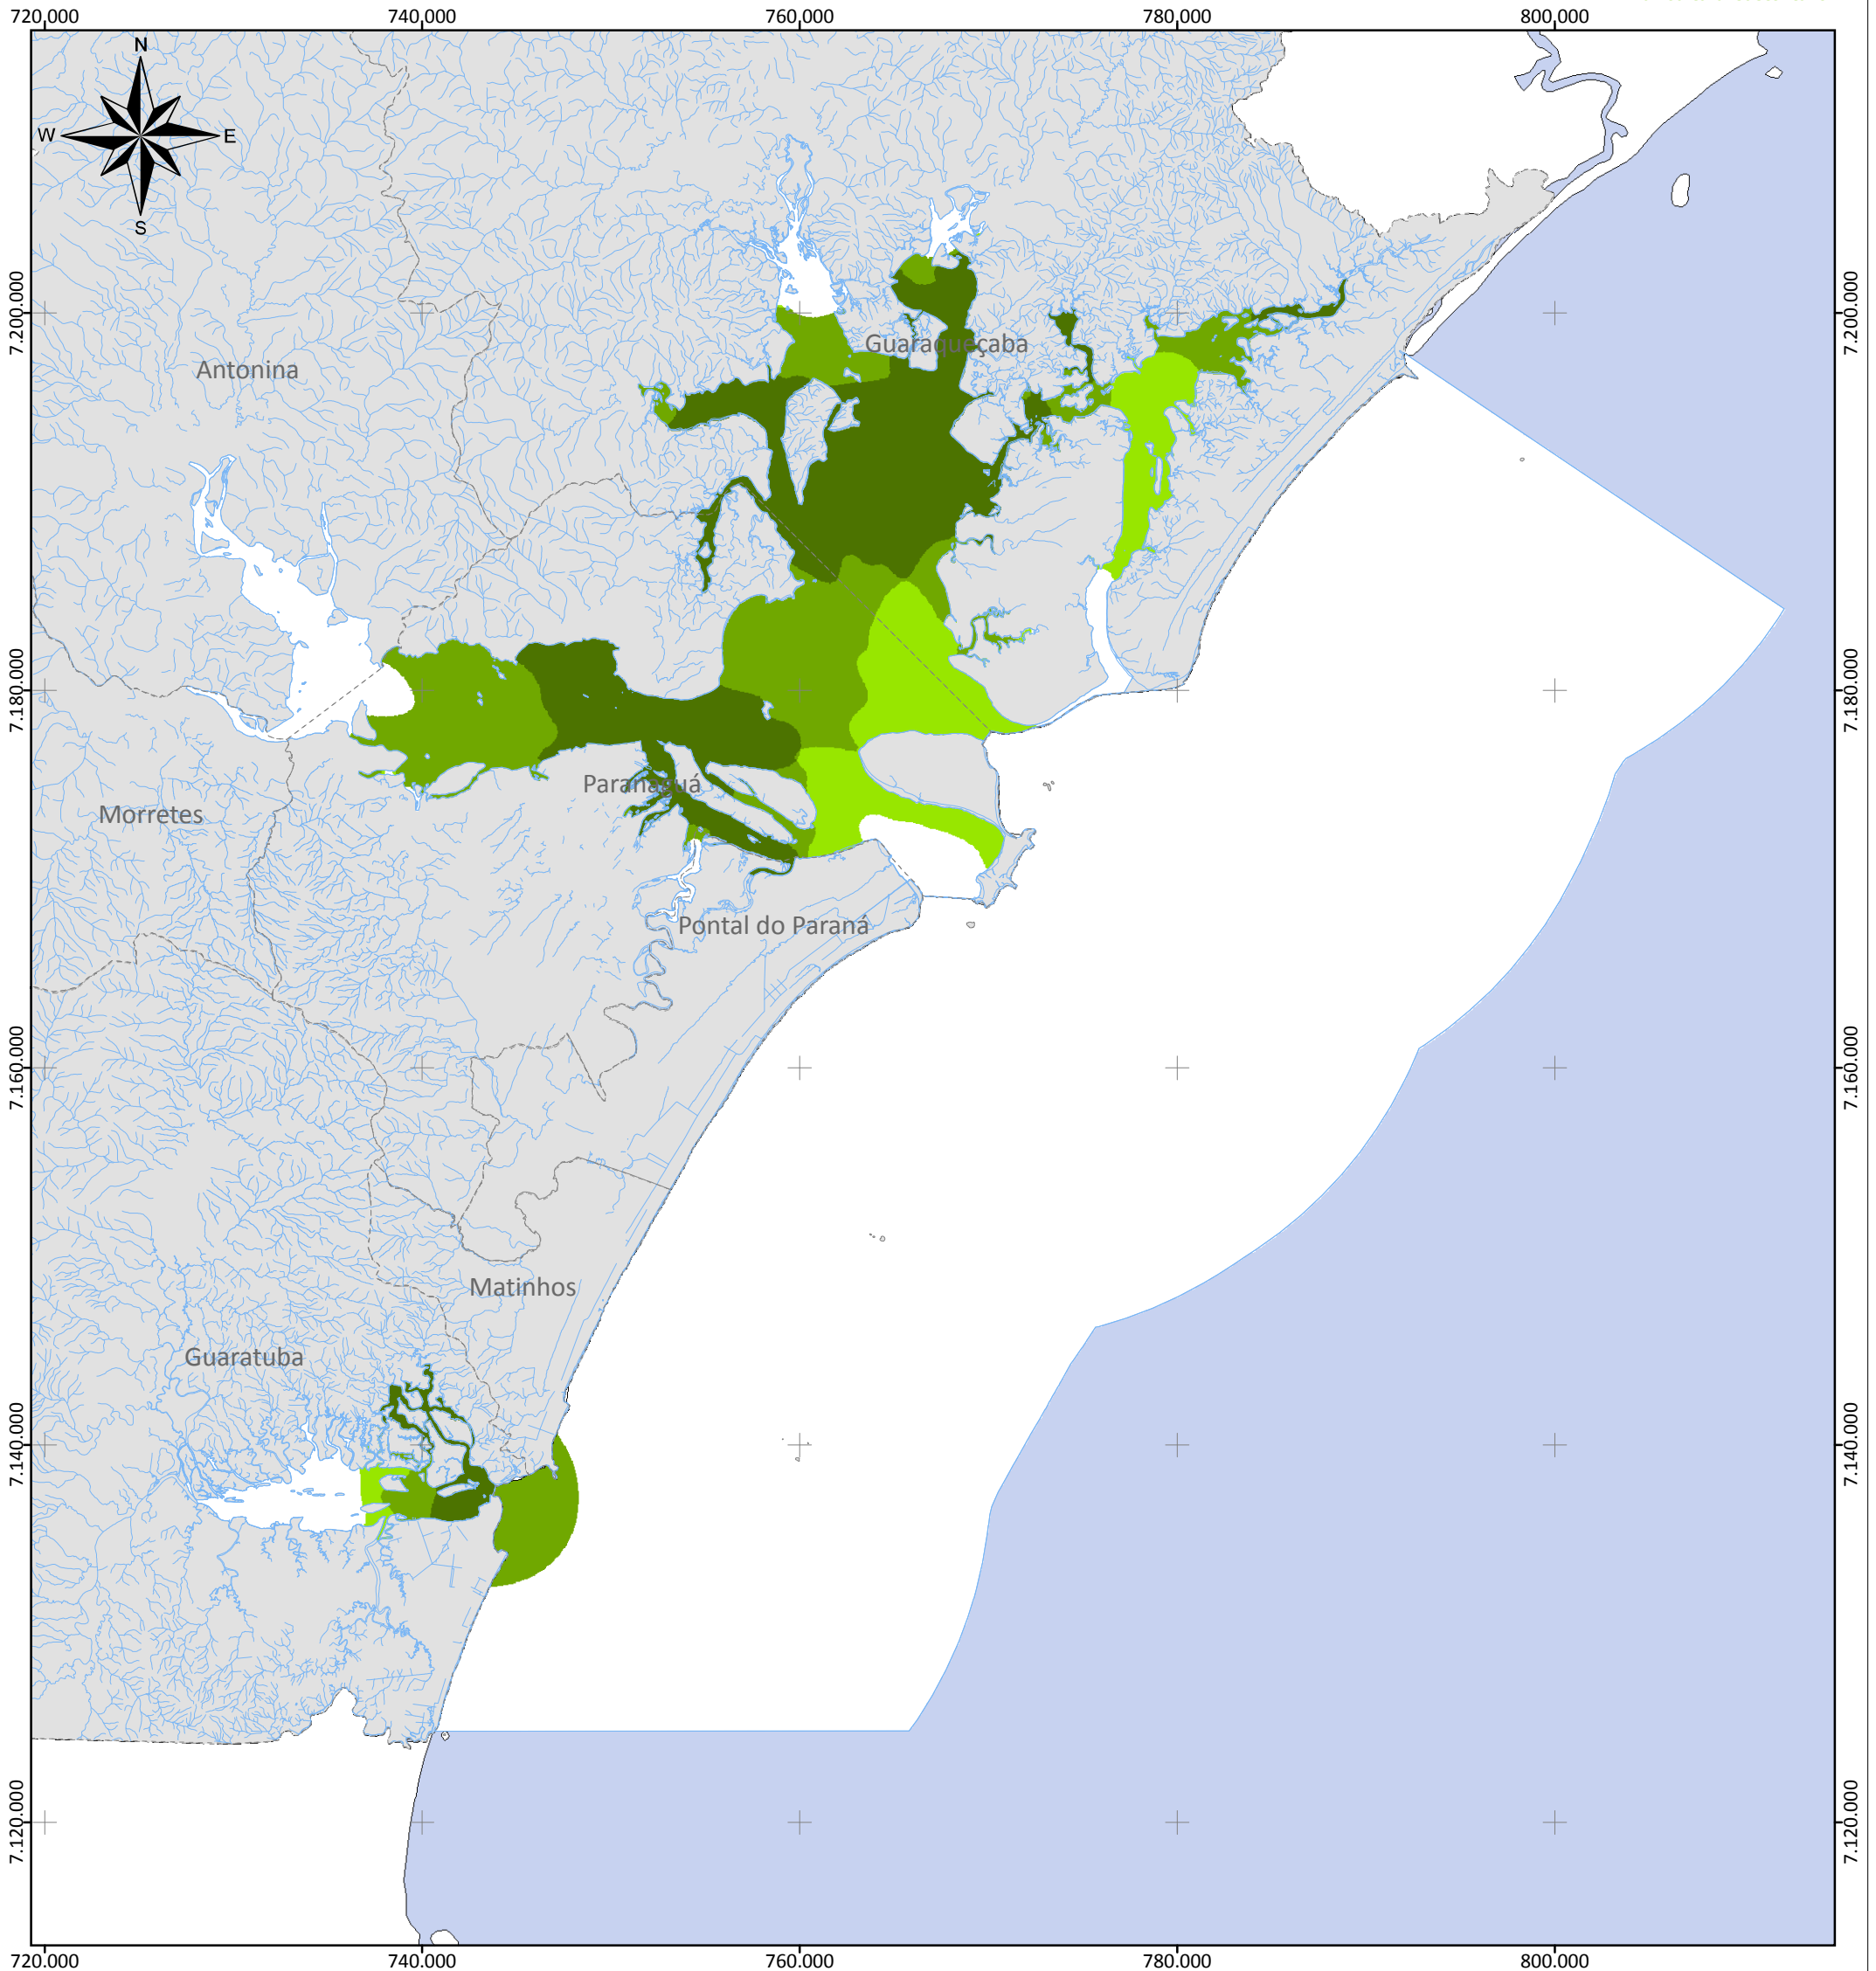 720.000 740.000 760.000 780.000 800.000
N
W E
S
7.200.000 7.200.000
Guaraqueçaba
Antonina
7.180.000 7.180.000
Paranaguá
Morretes
Pontal do Paraná
7.160.000 7.160.000
Matinhos
Guaratuba
7.140.000 7.140.000
7.120.000 7.120.000
720.000 740.000 760.000 780.000 800.000